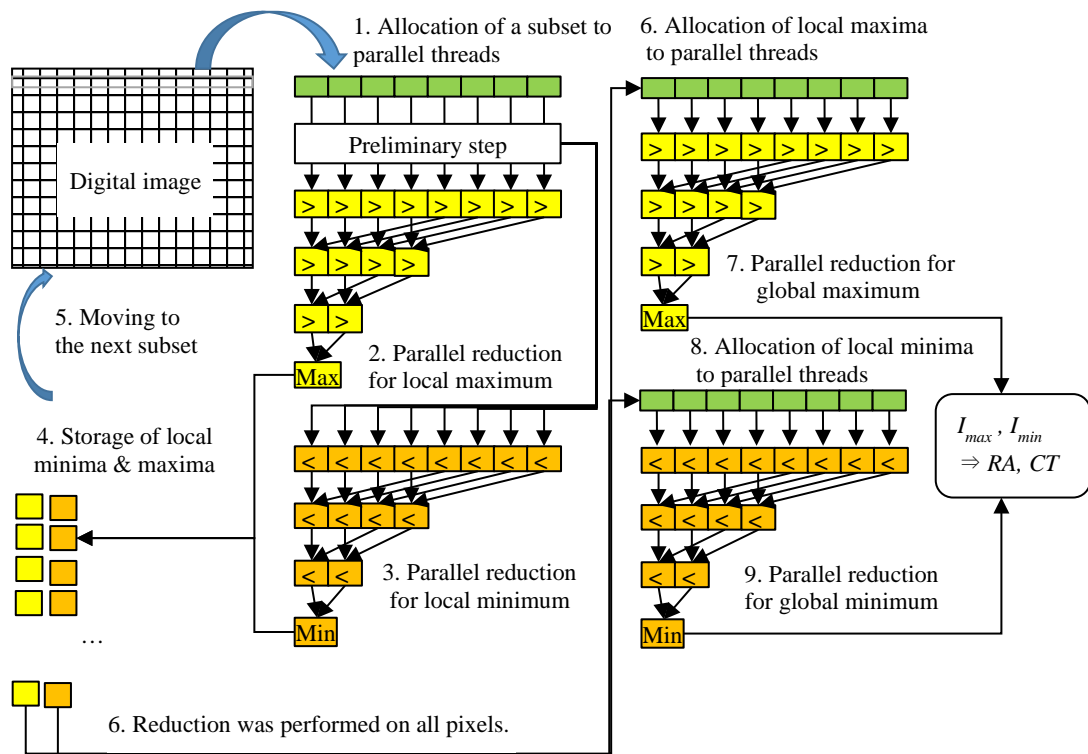 1. Allocation of a subset to
parallel threads
Preliminary step
> > > > > > > >
> > > >
> >
Max
2. Parallel reduction
for local maximum
Digital image
5. Moving to
the next subset
4. Storage of local
minima & maxima
…
< < < < < < < <
< < < <
< <
Min
3. Parallel reduction
for local minimum
6. Reduction was performed on all pixels.
6. Allocation of local maxima
to parallel threads
> > > > > > > >
> > > >
> >
Max
7. Parallel reduction for
global maximum
8. Allocation of local minima
to parallel threads
< < < < < < < <
< < < <
< <
Min
9. Parallel reduction
for global minimum
I_max , I_min
⇒ RA, CT